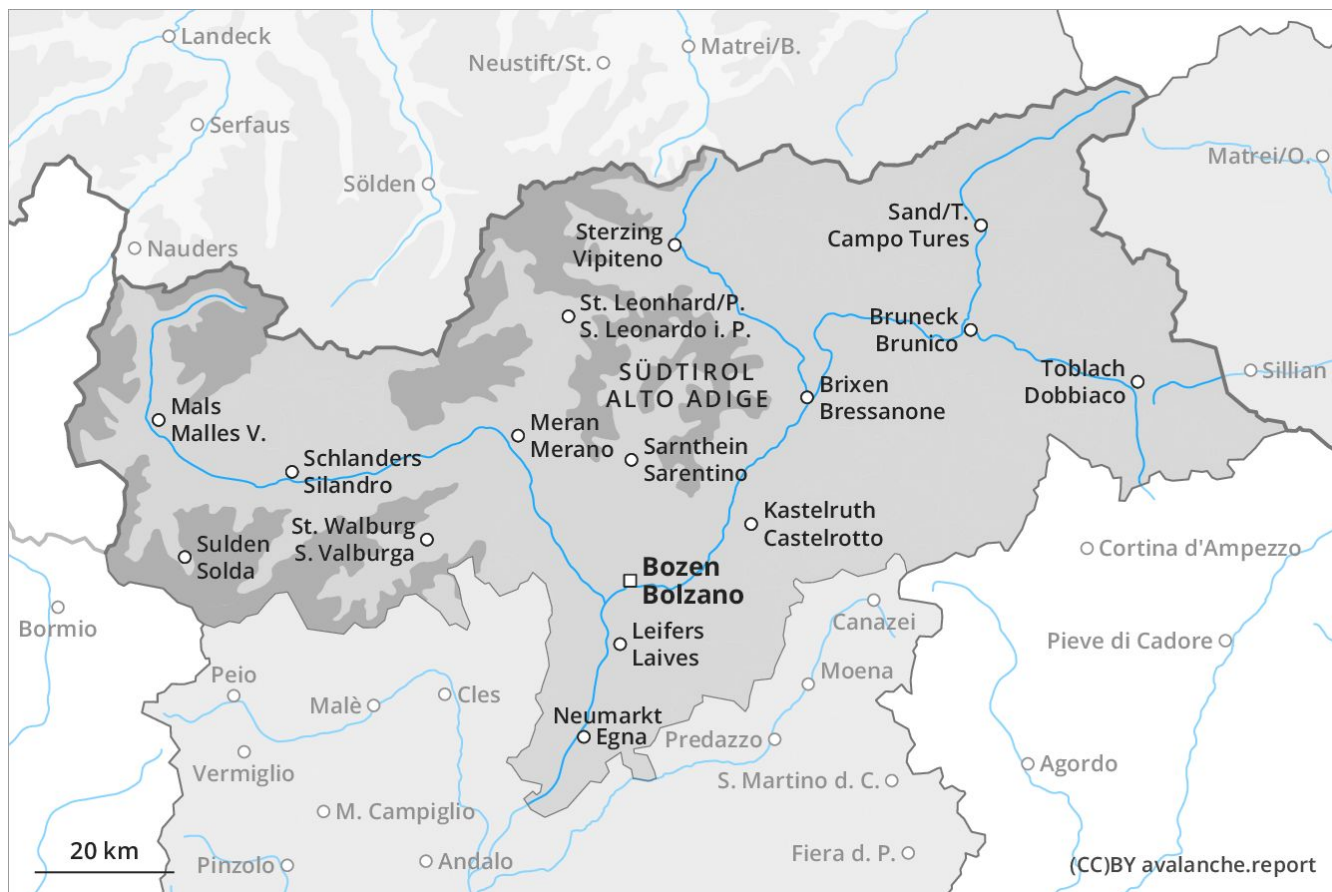 Landeck
Matrei/B.
Neustift/St.
Serfaus
Matrei/O.
Sölden
Sand/T.
Campo Tures
Sterzing
Vipiteno
Nauders
St. Leonhard/P.
S. Leonardo i. P.
Bruneck
Brunico
SÜDTIROL
ALTO ADIGE
Toblach
Dobbiaco
Sillian
Brixen
Bressanone
Mals
Malles V.
Meran
Merano
Sarnthein
Sarentino
Schlanders
Silandro
Kastelruth
Castelrotto
St. Walburg
S. Valburga
Sulden
Solda
Cortina d'Ampezzo
Bozen
Bolzano
Bormio
Canazei
Leifers
Laives
Pieve di Cadore
Peio
Moena
Malè
Cles
Neumarkt
Egna
Predazzo
Vermiglio
Agordo
S. Martino d. C.
M. Campiglio
20 km
Pinzolo
Andalo
Fiera d. P.
(CC)BY avalanche.report